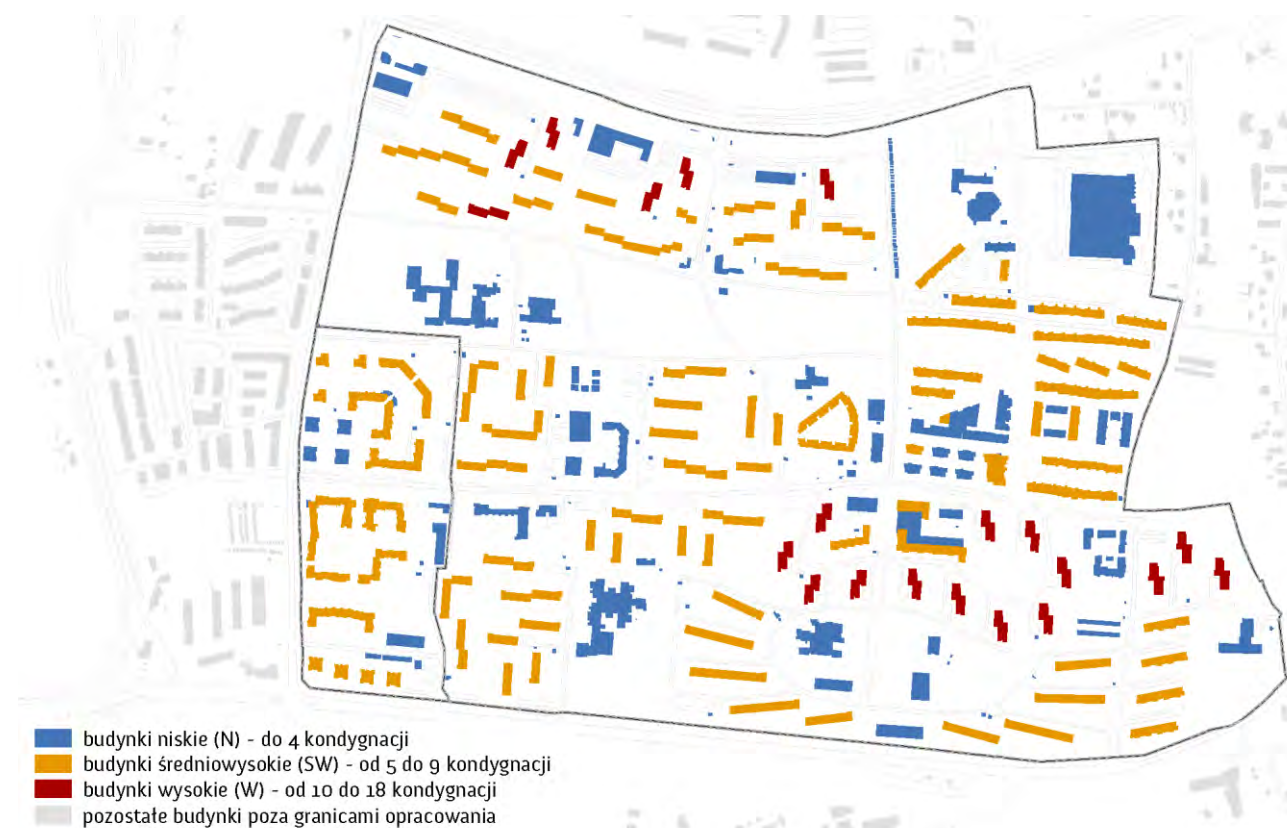 budynki niskie (N) - do 4 kondygnacji
budynki średniowysokie (SW) - od 5 do 9 kondygnacji
budynki wysokie (W) - od 10 do 18 kondygnacji
pozostałe budynki poza granicami opracowania